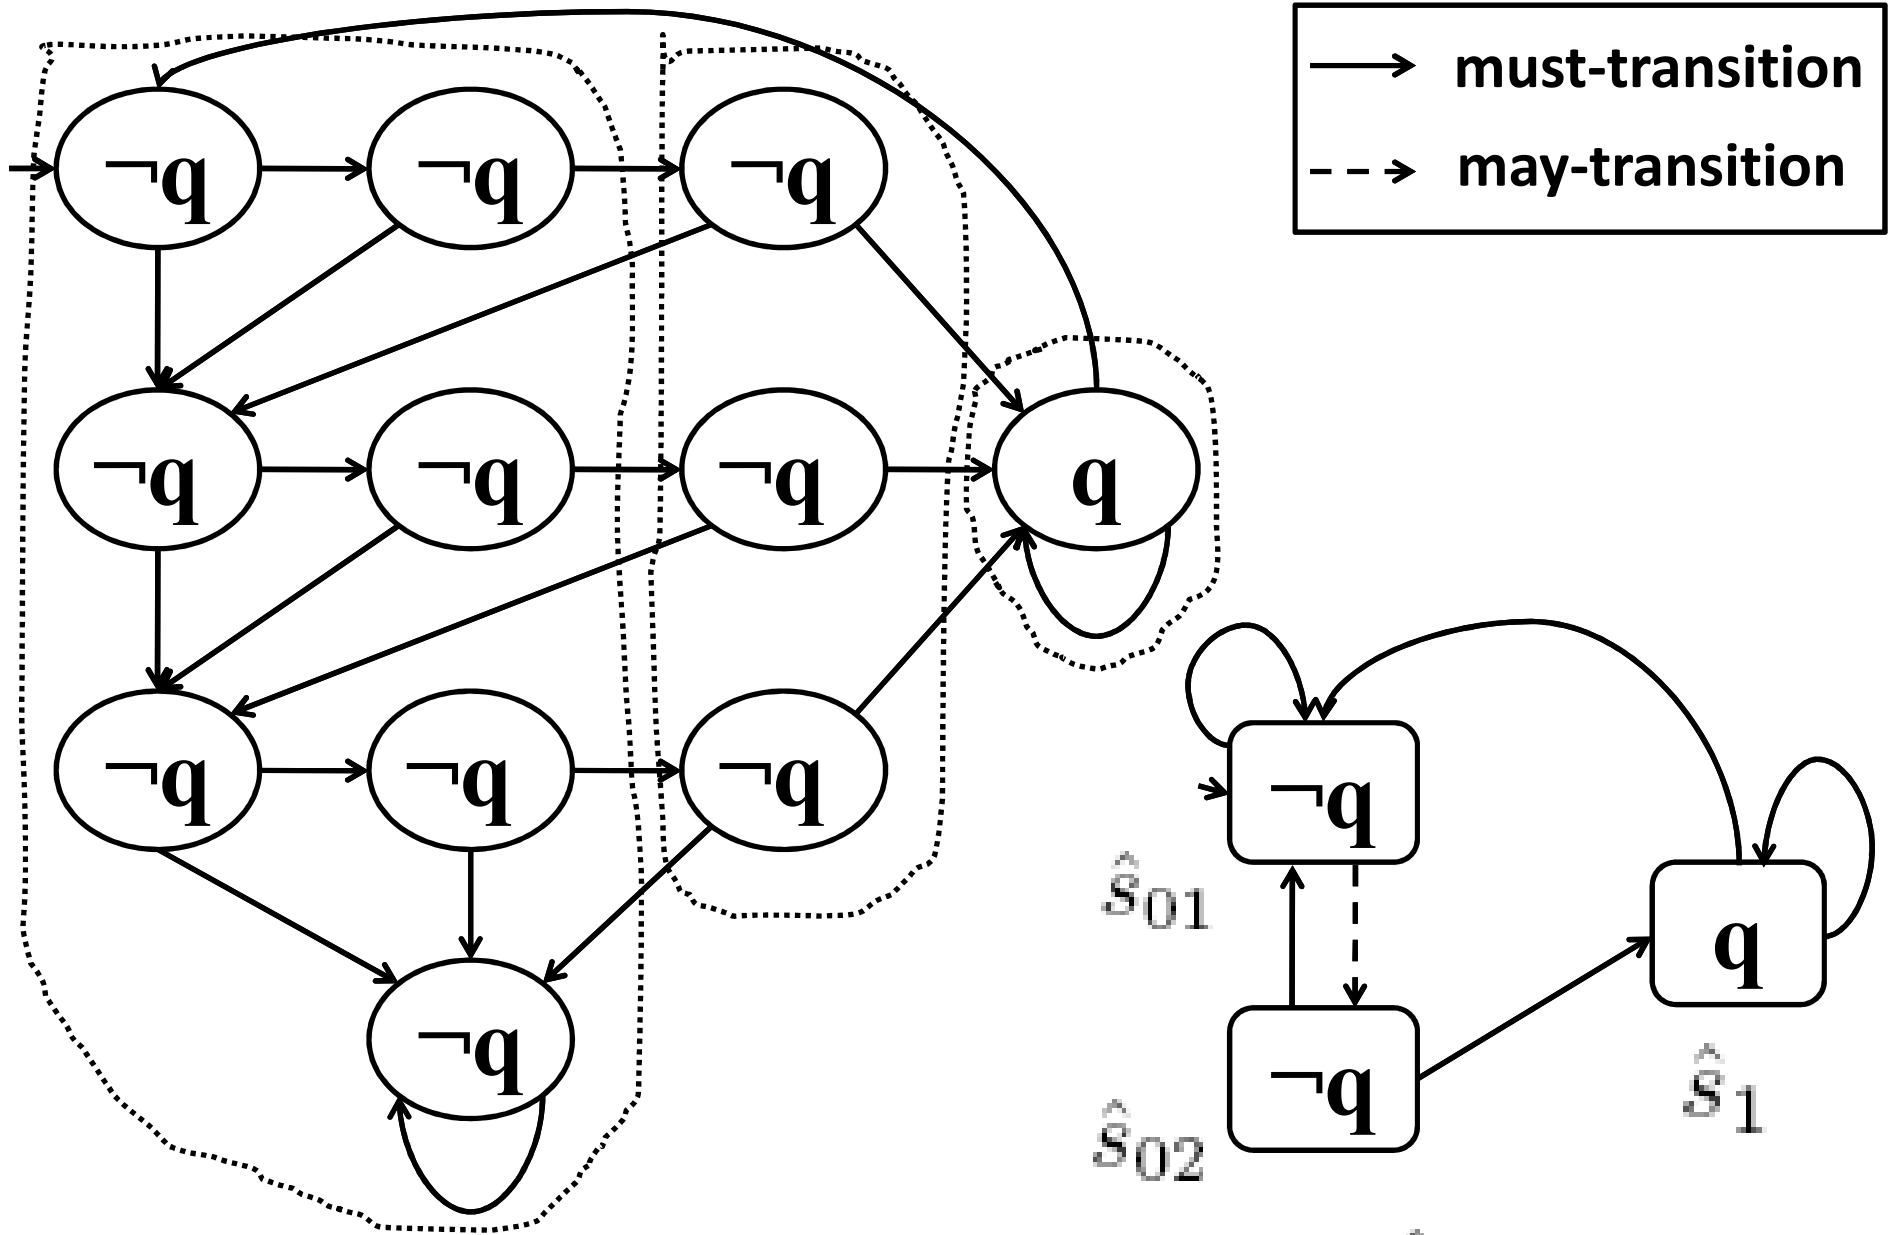 must-transition
may-transition
¬q ¬q ¬q
¬q ¬q ¬q q
¬q ¬q ¬q
¬q
¬q
ŝ01
q
¬q
ŝ02
ŝ1